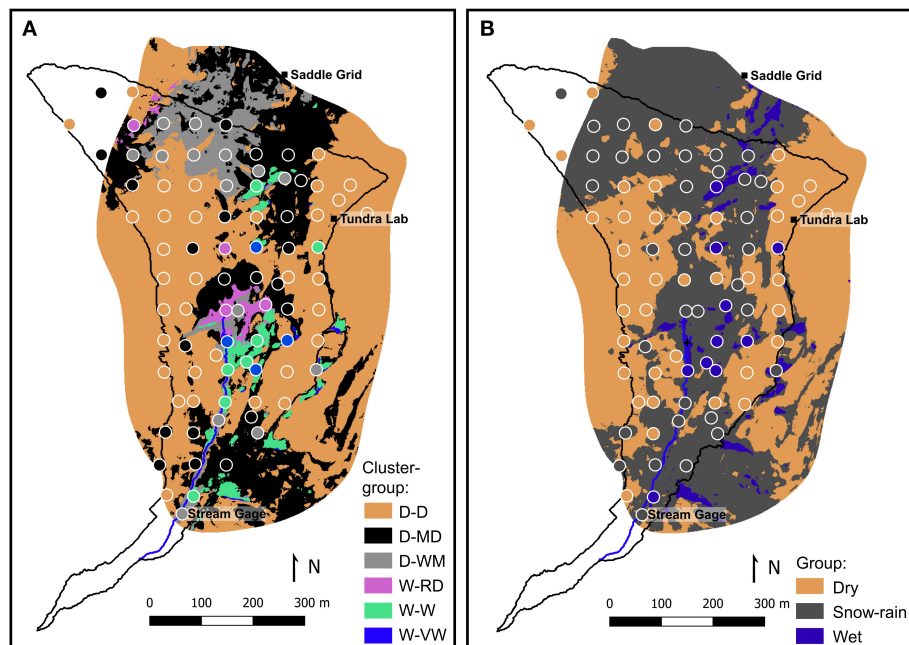 A
Saddle Grid
Tundra Lab
Stream Gage
Cluster-
group:
D-D
D-MD
D-WM
W-RD
W-W
W-VW
N
0 100 200 300 m
B
Saddle Grid
Tundra Lab
Stream Gage
Group:
Dry
Snow-rain
Wet
N
0 100 200 300 m